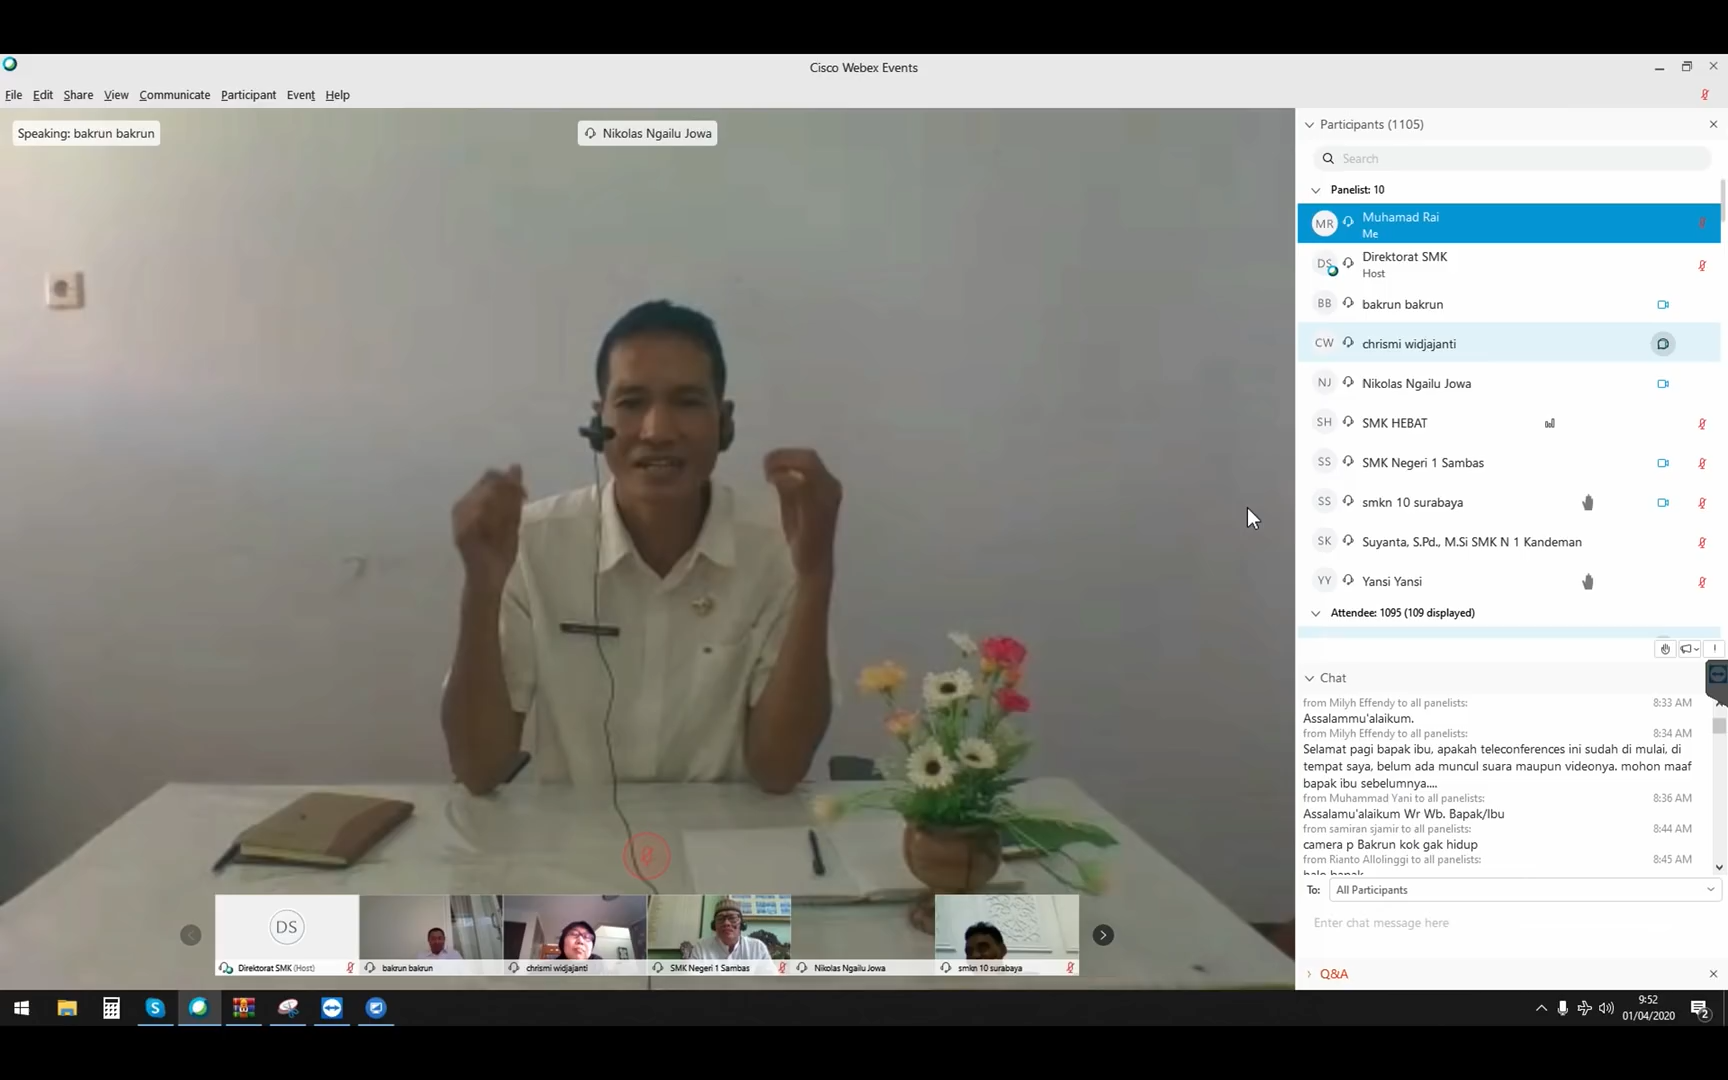 Cisco Webex Events
File Edit Share View Communicate Participant Event Help
Speaking: bakrun bakrun
Nikolas Ngailu Jowa
Participants (1105)
Search
Panelist: 10
MR Muhamad Rai
Me
DS Direktorat SMK
Host
BB bakrun bakrun
CW chrismi widjajanti
NJ Nikolas Ngailu Jowa
SH SMK HEBAT
SS SMK Negeri 1 Sambas
SS smkn 10 surabaya
SK Suyanta, S.Pd., M.Si SMK N 1 Kandeman
YY Yansi Yansi
Attendee: 1095 (109 displayed)
Chat
from Milyh Effendy to all panelists: 8:33 AM
Assalammu'alaikum.
from Milyh Effendy to all panelists: 8:34 AM
Selamat pagi bapak ibu, apakah teleconferences ini sudah di mulai, di
tempat saya, belum ada muncul suara maupun videonya. mohon maaf
bapak ibu sebelumnya....
from Muhammad Yani to all panelists: 8:36 AM
Assalamu'alaikum Wr Wb. Bapak/Ibu
from samiran sjamir to all panelists: 8:44 AM
camera p Bakrun kok gak hidup
from Rianto Allolinggi to all panelists: 8:45 AM
halo bapak
To: All Participants
Enter chat message here
Q&A
DS
Direktorat SMK (Host)
bakrun bakrun
chrismi widjajanti
SMK Negeri 1 Sambas
Nikolas Ngailu Jowa
smkn 10 surabaya
9:52
01/04/2020
2